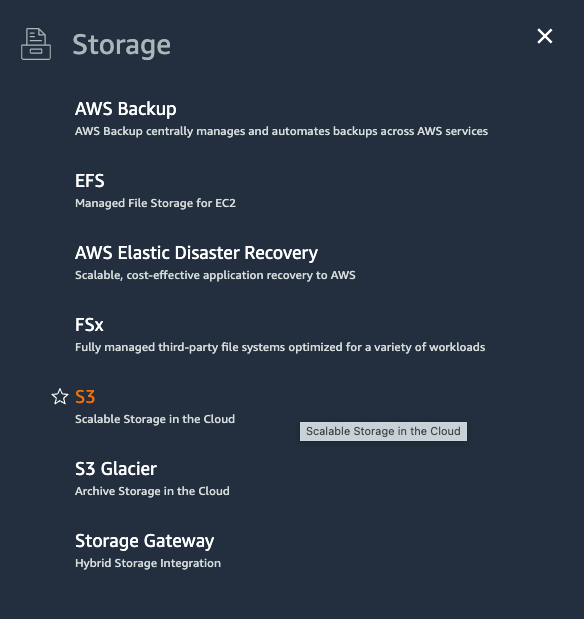 Storage
AWS Backup
AWS Backup centrally manages and automates backups across AWS services
EFS
Managed File Storage for EC2
AWS Elastic Disaster Recovery
Scalable, cost-effective application recovery to AWS
FSx
Fully managed third-party file systems optimized for a variety of workloads
S3
Scalable Storage in the Cloud
Scalable Storage in the Cloud
S3 Glacier
Archive Storage in the Cloud
Storage Gateway
Hybrid Storage Integration